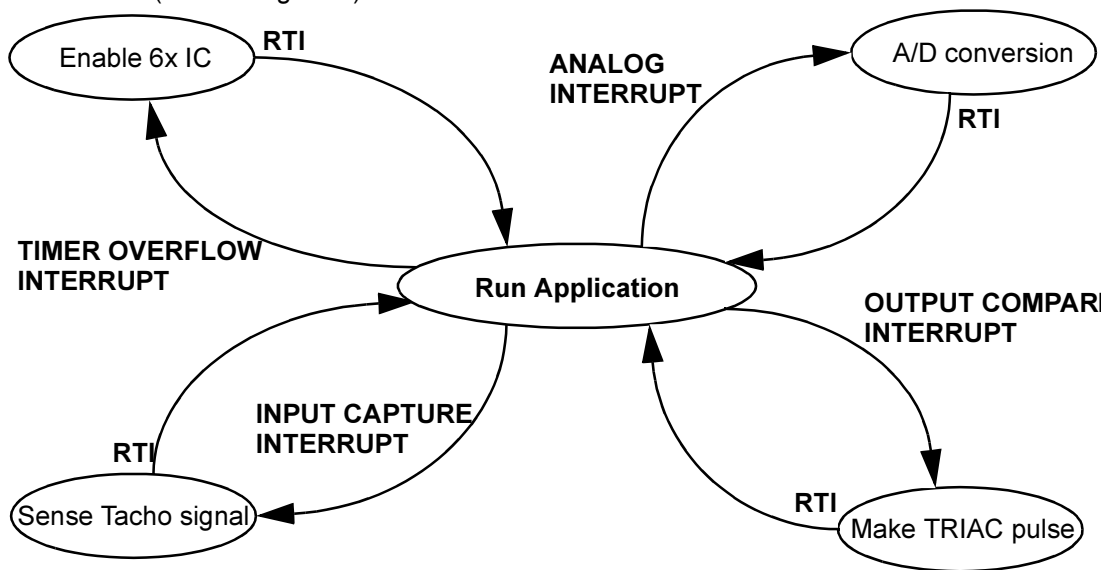 Enable 6x IC
RTI
ANALOG
INTERRUPT
A/D conversion
RTI
TIMER OVERFLOW
INTERRUPT
Run Application
OUTPUT COMPARE
INTERRUPT
INPUT CAPTURE
INTERRUPT
RTI
Sense Tacho signal
RTI
Make TRIAC pulse